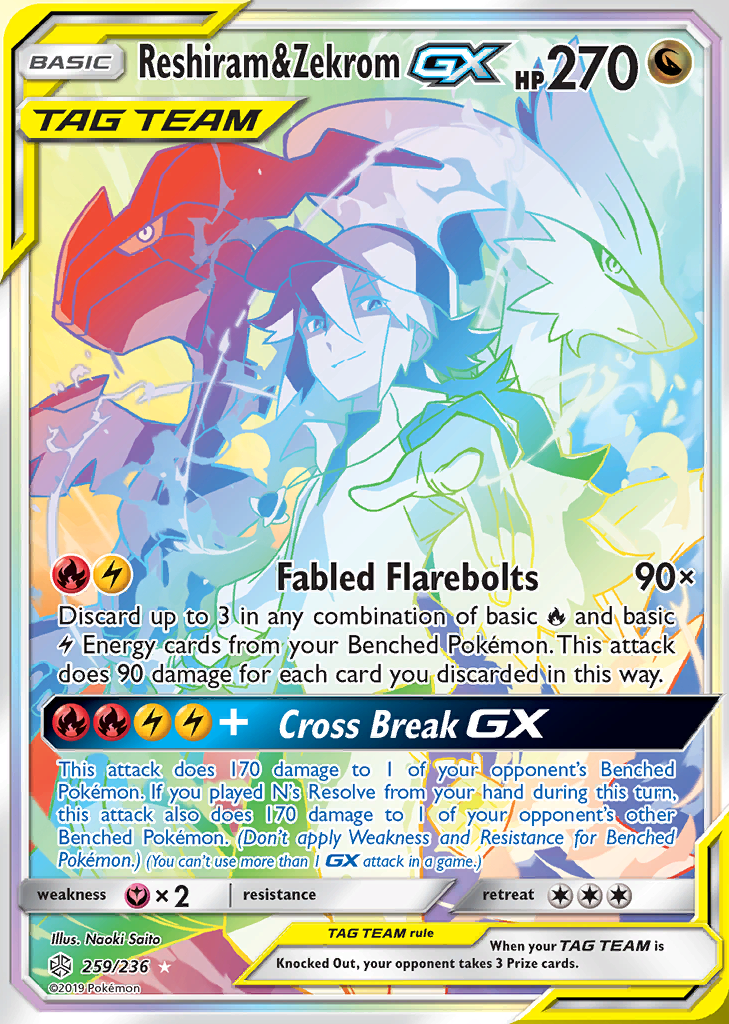 BASIC Reshiram&Zekrom GX HP270
TAG TEAM
Fabled Flarebolts 90×
Discard up to 3 in any combination of basic and basic
Energy cards from your Benched Pokémon. This attack
does 90 damage for each card you discarded in this way.
+ Cross Break GX
This attack does 170 damage to 1 of your opponent's Benched
Pokémon. If you played N's Resolve from your hand during this turn,
this attack also does 170 damage to 1 of your opponent's other
Benched Pokémon. (Don't apply Weakness and Resistance for Benched
Pokémon.) (You can't use more than 1 GX attack in a game.)
weakness × 2 resistance retreat
Illus. Naoki Saito
TAG TEAM rule
When your TAG TEAM is
Knocked Out, your opponent takes 3 Prize cards.
259/236
©2019 Pokémon